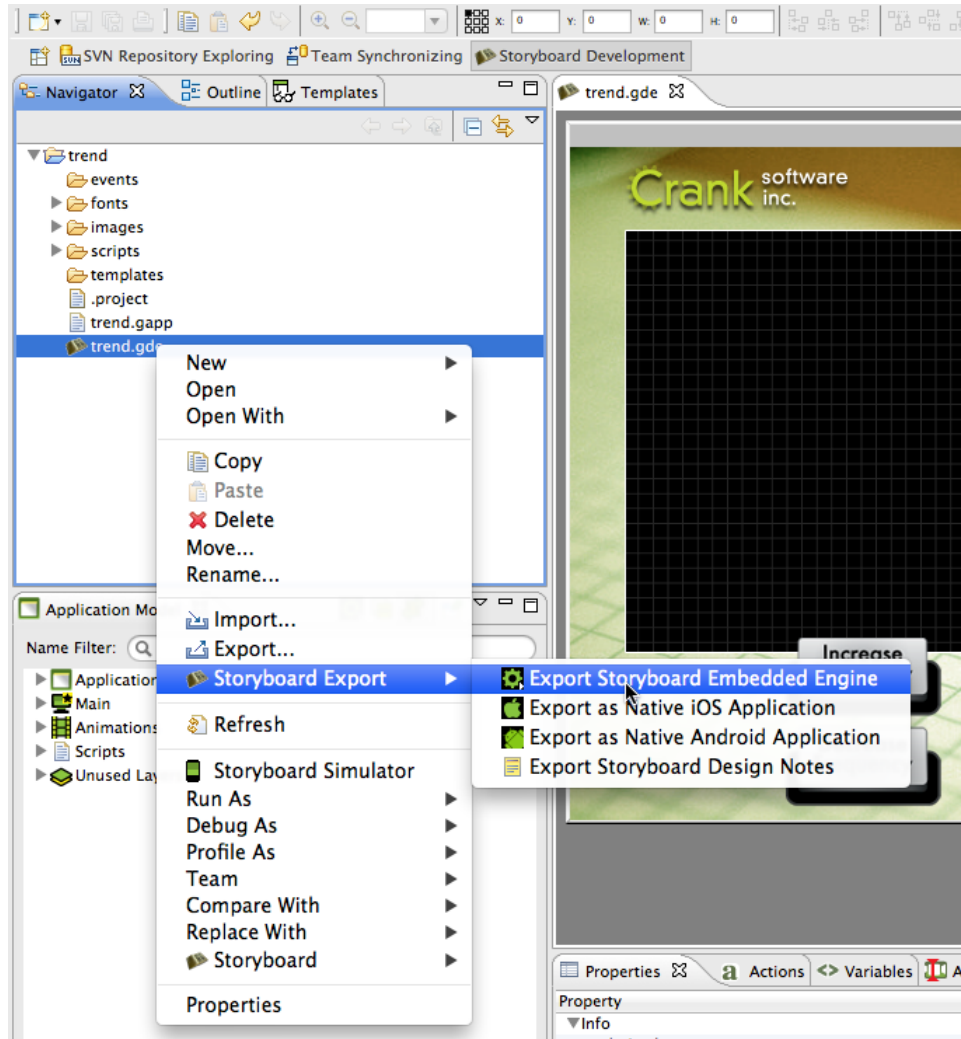 X: 0 Y: 0 W: 0 H: 0
SVN Repository Exploring Team Synchronizing Storyboard Development
Navigator Outline Templates
trend.gde
trend
events
fonts
images
scripts
templates
.project
trend.gapp
trend.gde
Crank software inc.
New
Open
Open With
Copy
Paste
Delete
Move...
Rename...
Import...
Export...
Storyboard Export
Refresh
Storyboard Simulator
Run As
Debug As
Profile As
Team
Compare With
Replace With
Storyboard
Properties
Export Storyboard Embedded Engine
Export as Native iOS Application
Export as Native Android Application
Export Storyboard Design Notes
Increase
Application Mo
Name Filter:
Application
Main
Animations
Scripts
Unused Lay
Properties Actions Variables A
Property
Info